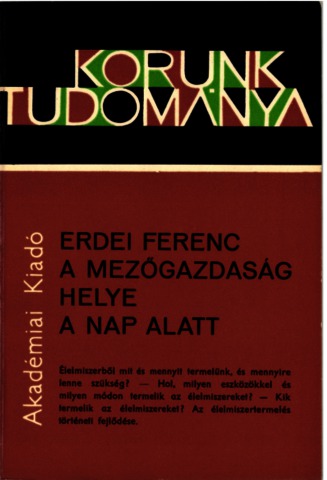 KORUNK
TUDOMÁNYA
Akadémiai Kiadó
ERDEI FERENC
A MEZŐGAZDASÁG
HELYE
A NAP ALATT
Élelmiszerből mit és mennyit termelünk, és mennyire
lenne szükség? — Hol, milyen eszközökkel és
milyen módon termelik az élelmiszereket? — Kik
termelik az élelmiszereket? Az élelmiszertermelés
történeti fejlődése.